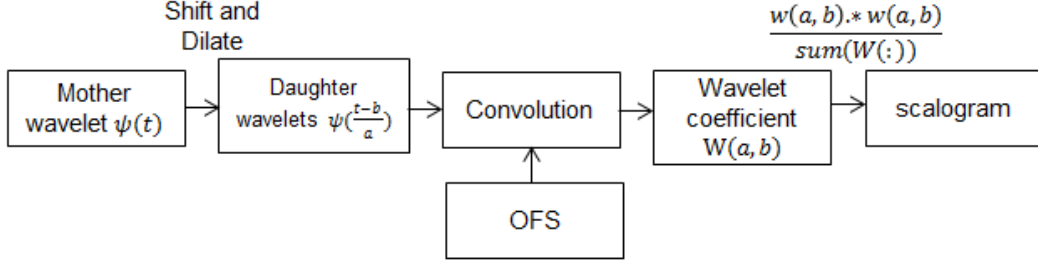 Shift and
Dilate
w(a, b).* w(a, b)
sum(W(:))
Mother
wavelet ψ(t)
Daughter
wavelets ψ(t−b/a)
Convolution
Wavelet
coefficient
W(a, b)
scalogram
OFS